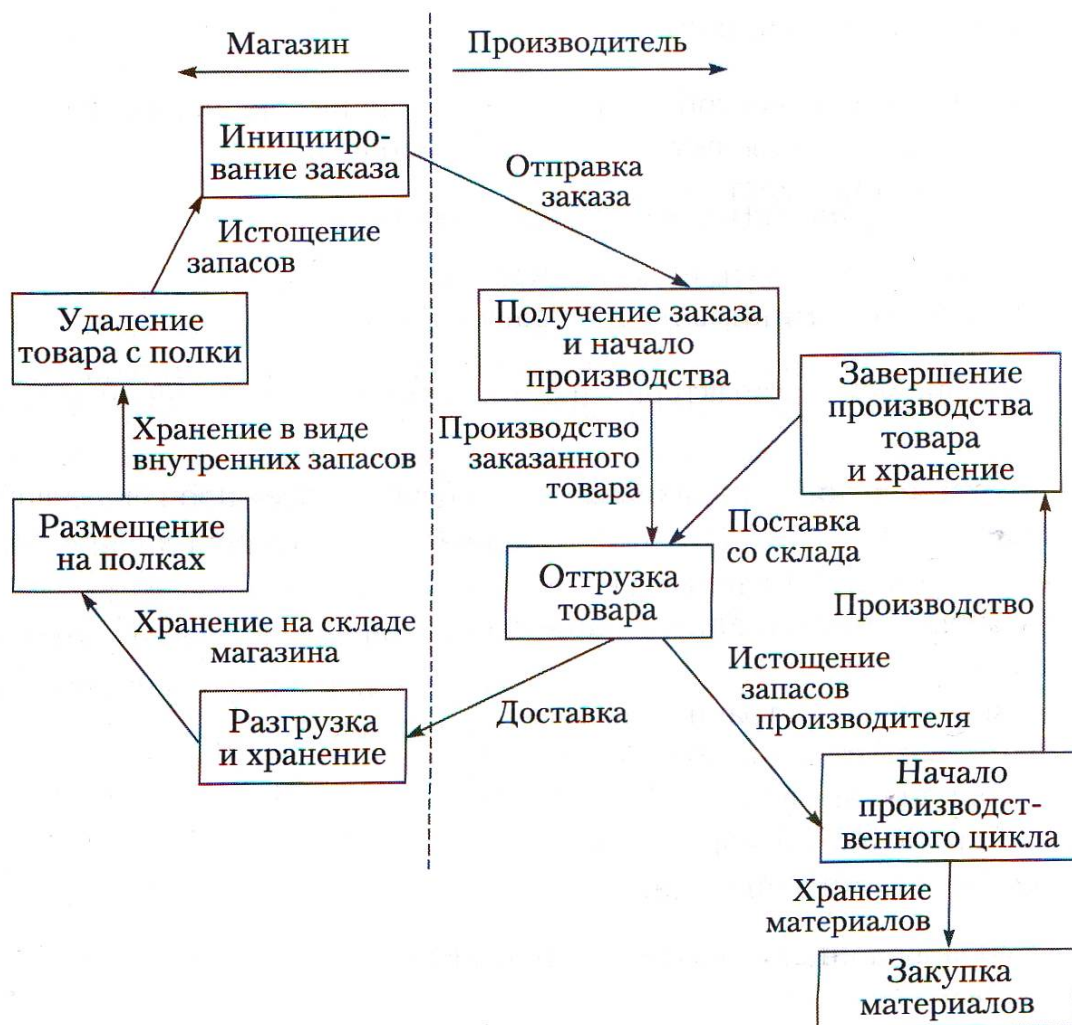 Магазин
Производитель
Иницииро-
вание заказа
Отправка
заказа
Истощение
запасов
Удаление
товара с полки
Получение заказа
и начало
производства
Завершение
производства
товара
и хранение
Хранение в виде
внутренних запасов
Производство
заказанного
товара
Размещение
на полках
Поставка
со склада
Отгрузка
товара
Производство
Хранение на складе
магазина
Истощение
запасов
производителя
Разгрузка
и хранение
Доставка
Начало
производст-
венного цикла
Хранение
материалов
Закупка
материалов